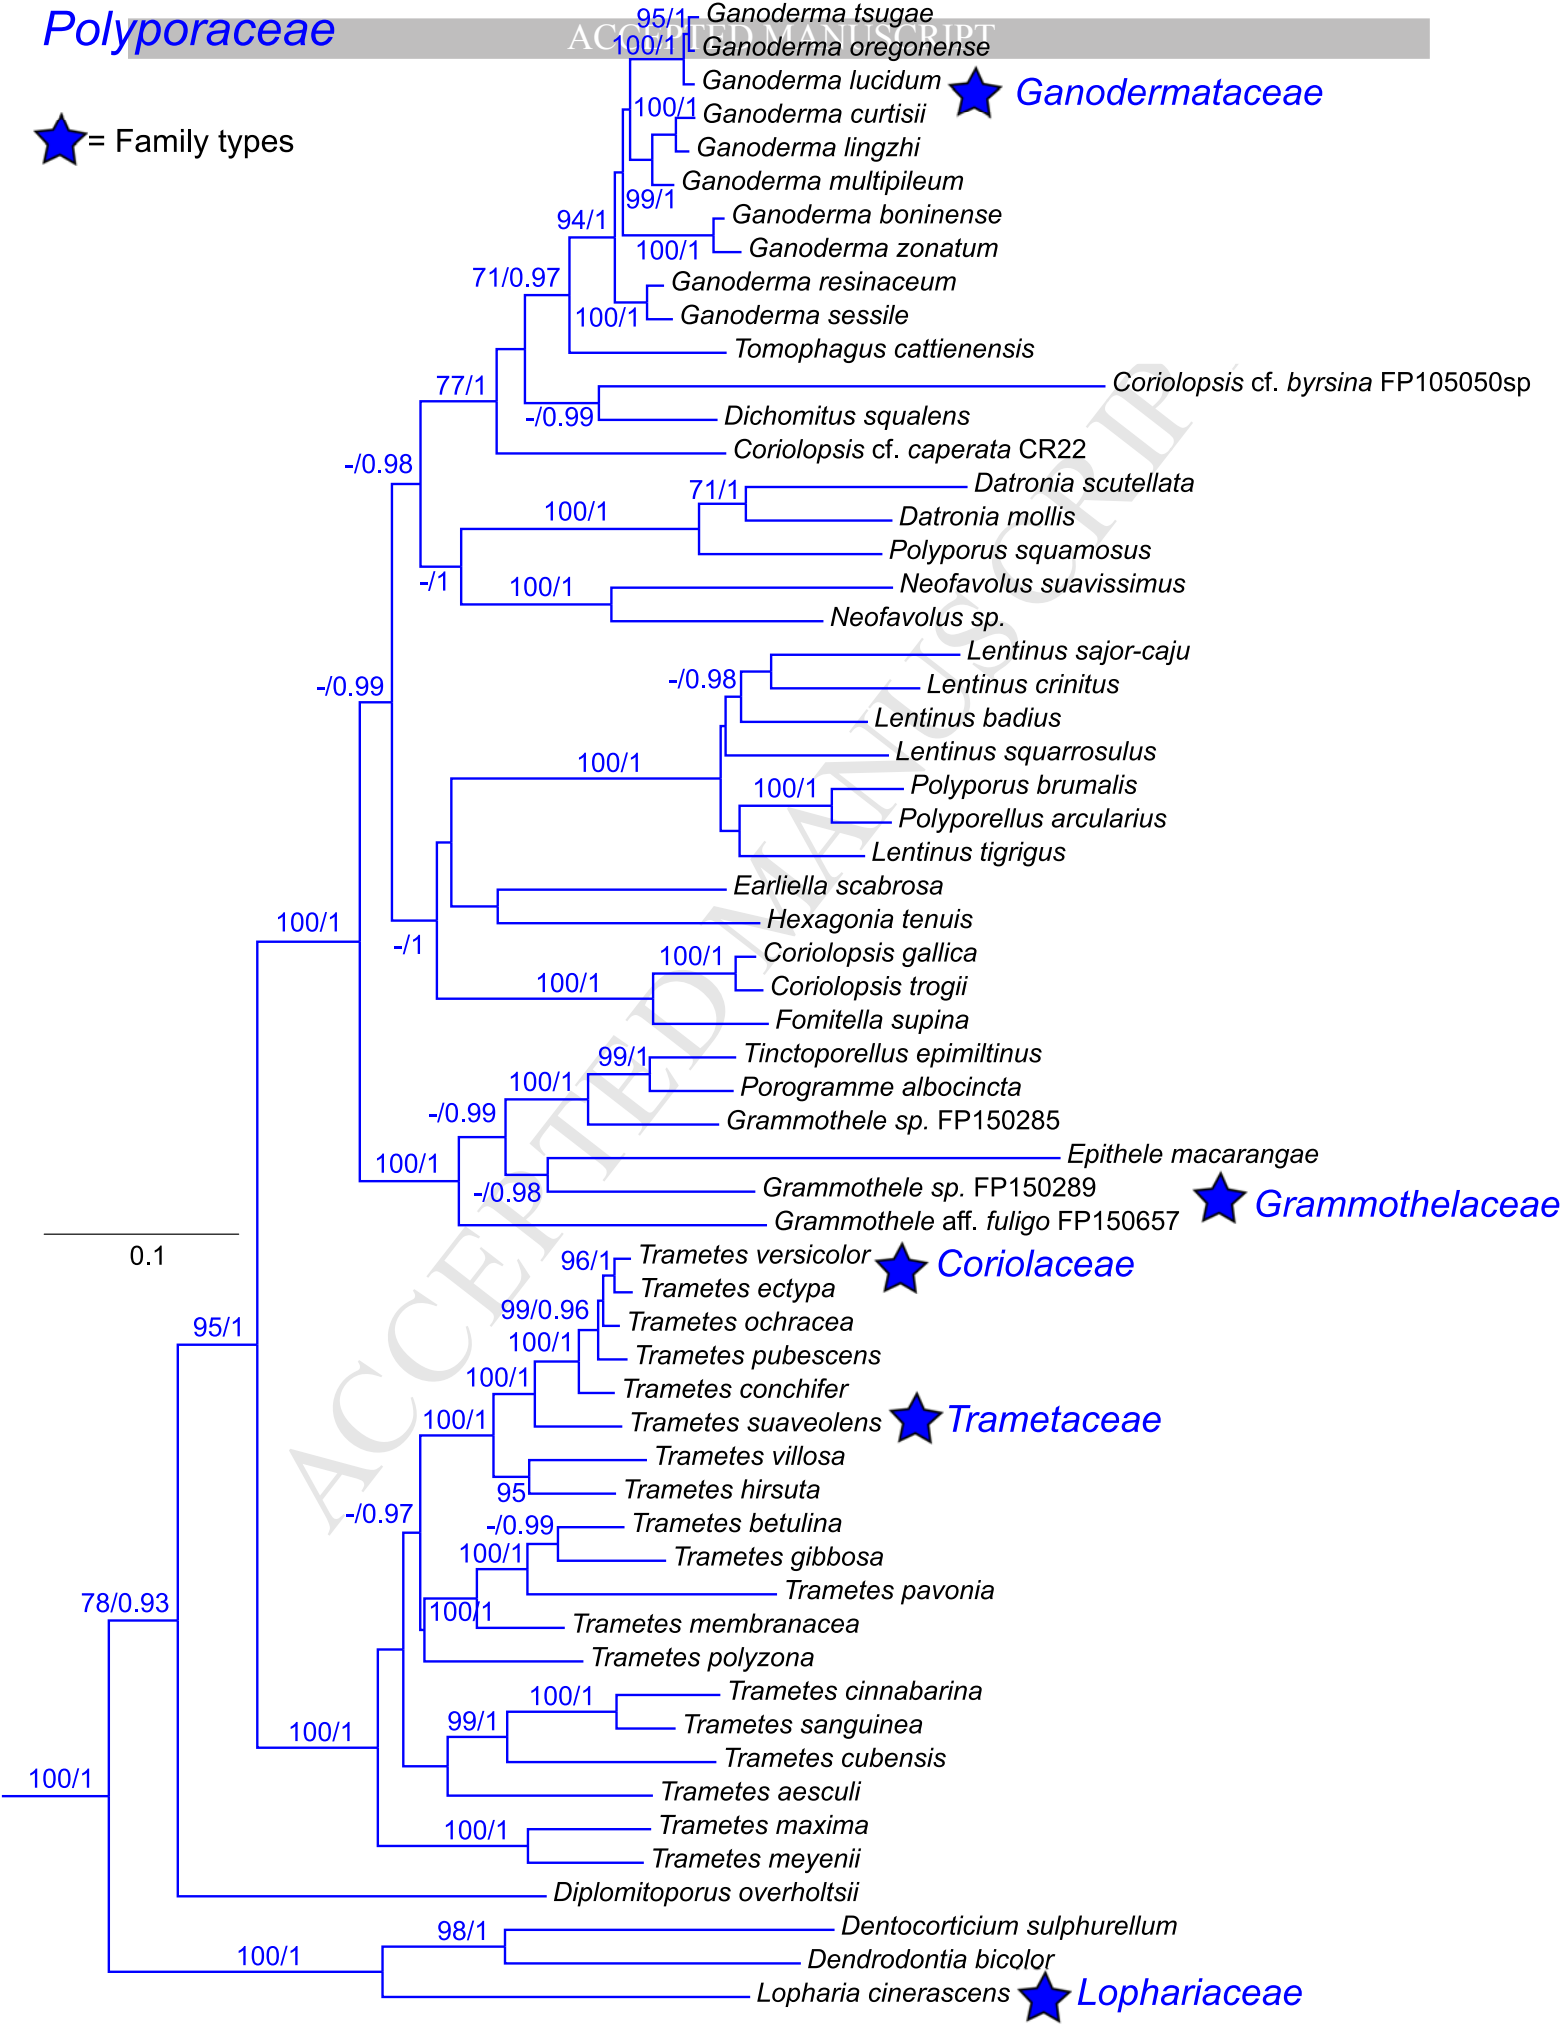 Polyporaceae
ACCEPTED MANUSCRIPT
= Family types
95/1
Ganoderma tsugae
100/1
Ganoderma oregonense
Ganoderma lucidum
Ganodermataceae
100/1
Ganoderma curtisii
Ganoderma lingzhi
Ganoderma multipileum
99/1
94/1
Ganoderma boninense
100/1
Ganoderma zonatum
71/0.97
Ganoderma resinaceum
100/1
Ganoderma sessile
Tomophagus cattienensis
77/1
Coriolopsis cf. byrsina FP105050sp
-/0.99
Dichomitus squalens
Coriolopsis cf. caperata CR22
-/0.98
71/1
Datronia scutellata
100/1
Datronia mollis
Polyporus squamosus
-/1
100/1
Neofavolus suavissimus
Neofavolus sp.
Lentinus sajor-caju
-/0.99
-/0.98
Lentinus crinitus
Lentinus badius
Lentinus squarrosulus
100/1
100/1
Polyporus brumalis
Polyporellus arcularius
Lentinus tigrigus
Earliella scabrosa
100/1
Hexagonia tenuis
-/1
100/1
Coriolopsis gallica
100/1
Coriolopsis trogii
Fomitella supina
99/1
Tinctoporellus epimiltinus
100/1
Porogramme albocincta
-/0.99
Grammothele sp. FP150285
100/1
Epithele macarangae
-/0.98
Grammothele sp. FP150289
Grammothelaceae
Grammothele aff. fuligo FP150657
0.1
96/1
Trametes versicolor
Coriolaceae
Trametes ectypa
99/0.96
Trametes ochracea
95/1
100/1
Trametes pubescens
100/1
Trametes conchifer
100/1
Trametes suaveolens
Trametaceae
Trametes villosa
95
Trametes hirsuta
-/0.97
-/0.99
Trametes betulina
100/1
Trametes gibbosa
Trametes pavonia
78/0.93
100/1
Trametes membranacea
Trametes polyzona
100/1
Trametes cinnabarina
100/1
99/1
Trametes sanguinea
Trametes cubensis
100/1
Trametes aesculi
100/1
Trametes maxima
Trametes meyenii
Diplomitoporus overholtsii
98/1
Dentocorticium sulphurellum
100/1
Dendrodontia bicolor
Lopharia cinerascens
Lophariaceae
ACCEPTED MANUSCRIPT